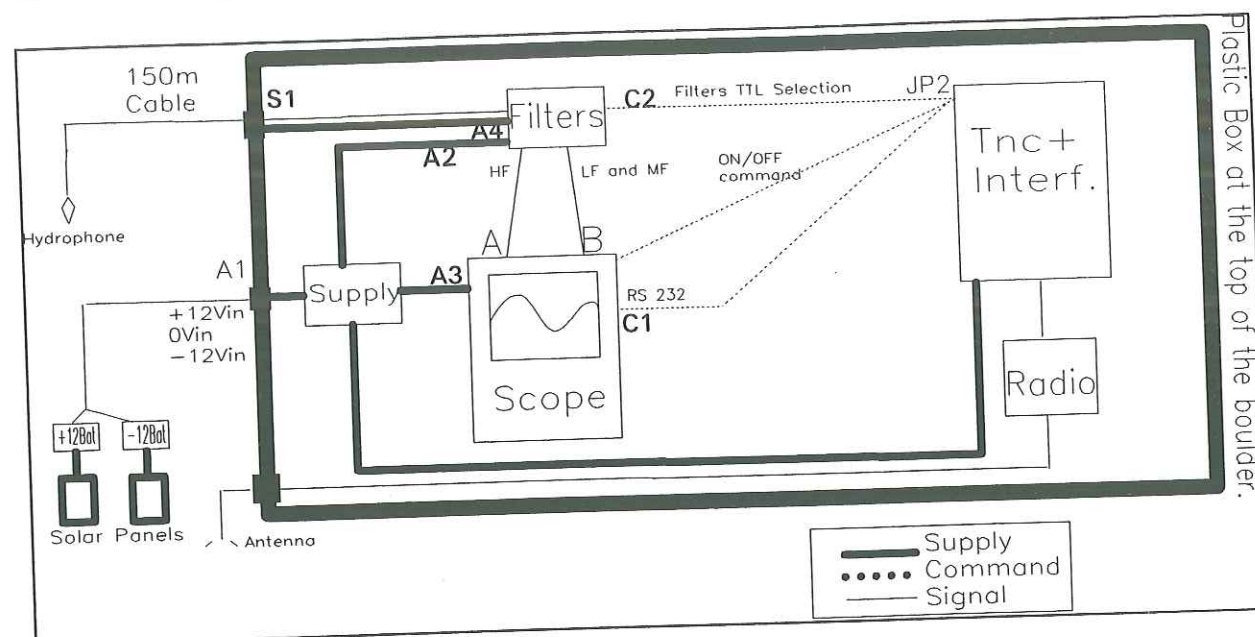 150m
Cable
S1
Filters
C2
Filters TTL Selection
JP2
A4
A2
HF
LF and MF
ON/OFF
command
Tnc+
Interf.
Hydrophone
A
B
A1
Supply
A3
RS 232
C1
+12Vin
0Vin
-12Vin
Scope
Radio
+12Bat
-12Bat
Solar Panels
Antenna
Plastic Box at the top of the boulder.
Supply
Command
Signal